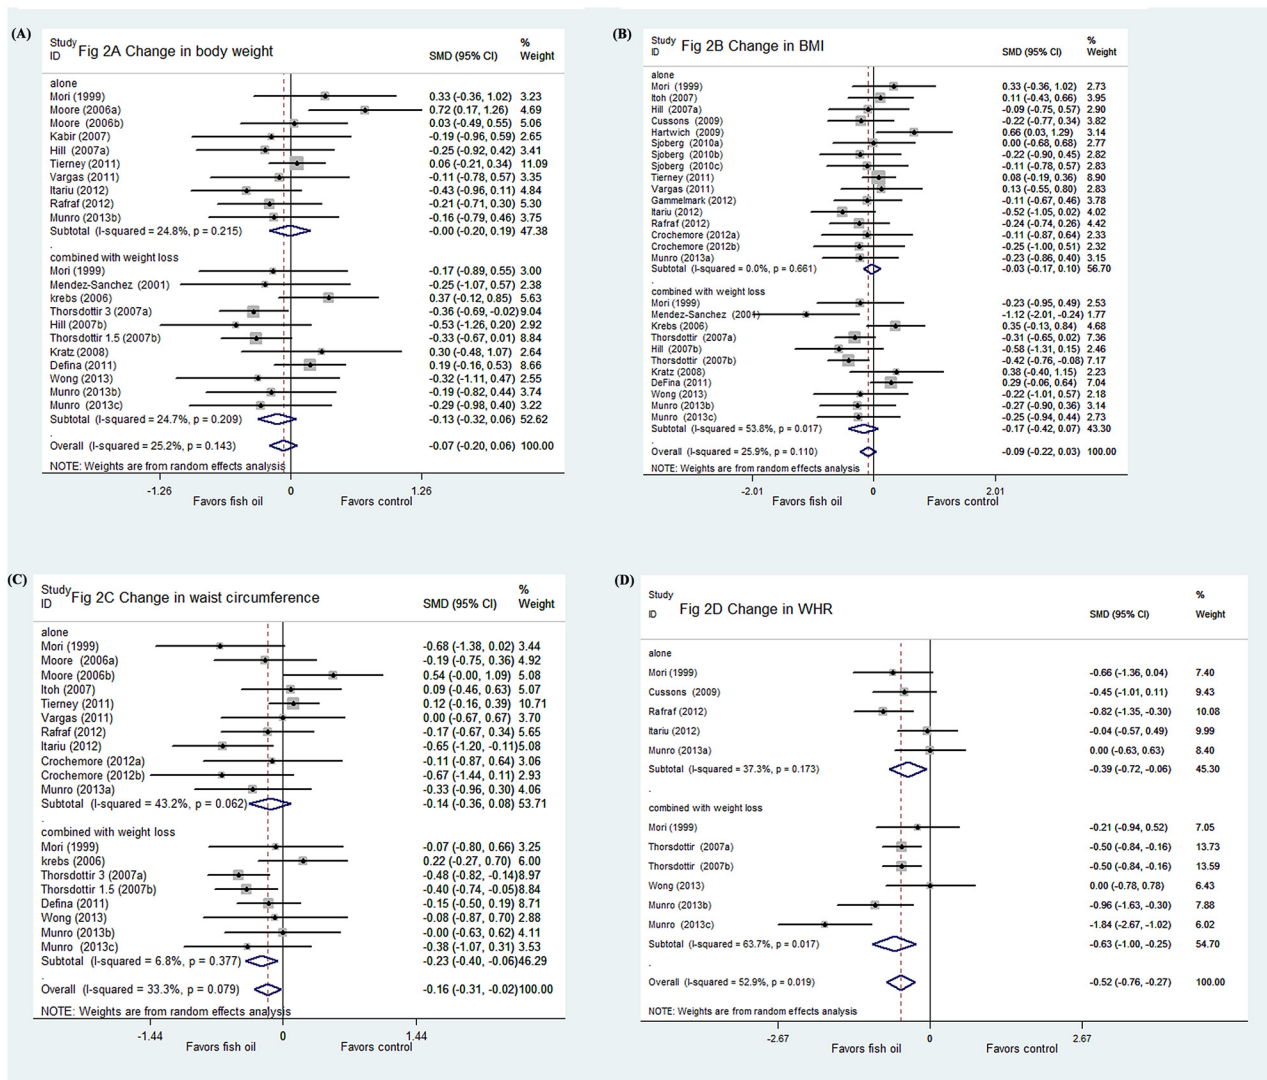 (A)
Study
ID
Fig 2A Change in body weight
SMD (95% CI)
%
Weight
alone
Mori (1999) 0.33 (-0.36, 1.02) 3.23
Moore (2006a) 0.72 (0.17, 1.26) 4.69
Moore (2006b) 0.03 (-0.49, 0.55) 5.06
Kabir (2007) -0.19 (-0.96, 0.59) 2.65
Hill (2007a) -0.25 (-0.92, 0.42) 3.41
Tierney (2011) 0.06 (-0.21, 0.34) 11.09
Vargas (2011) -0.11 (-0.78, 0.57) 3.35
Itariu (2012) -0.43 (-0.96, 0.11) 4.84
Rafraf (2012) -0.21 (-0.71, 0.30) 5.30
Munro (2013b) -0.16 (-0.79, 0.46) 3.75
Subtotal (I-squared = 24.8%, p = 0.215) -0.00 (-0.20, 0.19) 47.38
.
combined with weight loss
Mori (1999) -0.17 (-0.89, 0.55) 3.00
Mendez-Sanchez (2001) -0.25 (-1.07, 0.57) 2.38
krebs (2006) 0.37 (-0.12, 0.85) 5.63
Thorsdottir 3 (2007a) -0.36 (-0.69, -0.02) 9.04
Hill (2007b) -0.53 (-1.26, 0.20) 2.92
Thorsdottir 1.5 (2007b) -0.33 (-0.67, 0.01) 8.84
Kratz (2008) 0.30 (-0.48, 1.07) 2.64
Defina (2011) 0.19 (-0.16, 0.53) 8.66
Wong (2013) -0.32 (-1.11, 0.47) 2.55
Munro (2013b) -0.19 (-0.82, 0.44) 3.74
Munro (2013c) -0.29 (-0.98, 0.40) 3.22
Subtotal (I-squared = 24.7%, p = 0.209) -0.13 (-0.32, 0.06) 52.62
.
Overall (I-squared = 25.2%, p = 0.143) -0.07 (-0.20, 0.06) 100.00
NOTE: Weights are from random effects analysis
-1.26 0 1.26
Favors fish oil Favors control
(B)
Study
ID
Fig 2B Change in BMI
SMD (95% CI)
%
Weight
alone
Mori (1999) 0.33 (-0.36, 1.02) 2.73
Itoh (2007) 0.11 (-0.43, 0.66) 3.95
Hill (2007a) -0.09 (-0.75, 0.57) 2.90
Cussons (2009) -0.22 (-0.77, 0.34) 3.82
Hartwich (2009) 0.66 (0.03, 1.29) 3.14
Sjoberg (2010a) 0.00 (-0.68, 0.68) 2.77
Sjoberg (2010b) -0.22 (-0.90, 0.45) 2.82
Sjoberg (2010c) -0.11 (-0.78, 0.57) 2.83
Tierney (2011) 0.08 (-0.19, 0.36) 8.90
Vargas (2011) 0.13 (-0.55, 0.80) 2.83
Gammelmark (2012) -0.11 (-0.67, 0.46) 3.78
Itariu (2012) -0.52 (-1.05, 0.02) 4.02
Rafraf (2012) -0.24 (-0.74, 0.26) 4.42
Crochemore (2012a) -0.11 (-0.87, 0.64) 2.33
Crochemore (2012b) -0.25 (-1.00, 0.51) 2.32
Munro (2013a) -0.23 (-0.86, 0.40) 3.15
Subtotal (I-squared = 0.0%, p = 0.661) -0.03 (-0.17, 0.10) 56.70
.
combined with weight loss
Mori (1999) -0.23 (-0.95, 0.49) 2.53
Mendez-Sanchez (2001) -1.12 (-2.01, -0.24) 1.77
Krebs (2006) 0.35 (-0.13, 0.84) 4.68
Thorsdottir (2007a) -0.31 (-0.65, 0.02) 7.36
Hill (2007b) -0.58 (-1.31, 0.15) 2.46
Thorsdottir (2007b) -0.42 (-0.76, -0.08) 7.17
Kratz (2008) 0.38 (-0.40, 1.15) 2.23
DeFina (2011) 0.29 (-0.06, 0.64) 7.04
Wong (2013) -0.22 (-1.01, 0.57) 2.18
Munro (2013b) -0.27 (-0.90, 0.36) 3.14
Munro (2013c) -0.25 (-0.94, 0.44) 2.73
Subtotal (I-squared = 53.8%, p = 0.017) -0.17 (-0.42, 0.07) 43.30
.
Overall (I-squared = 25.9%, p = 0.110) -0.09 (-0.22, 0.03) 100.00
NOTE: Weights are from random effects analysis
-2.01 0 2.01
Favors fish oil Favors control
(C)
Study
ID
Fig 2C Change in waist circumference
SMD (95% CI)
%
Weight
alone
Mori (1999) -0.68 (-1.38, 0.02) 3.44
Moore (2006a) -0.19 (-0.75, 0.36) 4.92
Moore (2006b) 0.54 (-0.00, 1.09) 5.08
Itoh (2007) 0.09 (-0.46, 0.63) 5.07
Tierney (2011) 0.12 (-0.16, 0.39) 10.71
Vargas (2011) 0.00 (-0.67, 0.67) 3.70
Rafraf (2012) -0.17 (-0.67, 0.34) 5.65
Itariu (2012) -0.65 (-1.20, -0.11) 5.08
Crochemore (2012a) -0.11 (-0.87, 0.64) 3.06
Crochemore (2012b) -0.67 (-1.44, 0.11) 2.93
Munro (2013a) -0.33 (-0.96, 0.30) 4.06
Subtotal (I-squared = 43.2%, p = 0.062) -0.14 (-0.36, 0.08) 53.71
.
combined with weight loss
Mori (1999) -0.07 (-0.80, 0.66) 3.25
krebs (2006) 0.22 (-0.27, 0.70) 6.00
Thorsdottir 3 (2007a) -0.48 (-0.82, -0.14) 8.97
Thorsdottir 1.5 (2007b) -0.40 (-0.74, -0.05) 8.84
Defina (2011) -0.15 (-0.50, 0.19) 8.71
Wong (2013) -0.08 (-0.87, 0.70) 2.88
Munro (2013b) -0.00 (-0.63, 0.62) 4.11
Munro (2013c) -0.38 (-1.07, 0.31) 3.53
Subtotal (I-squared = 6.8%, p = 0.377) -0.23 (-0.40, -0.06) 46.29
.
Overall (I-squared = 33.3%, p = 0.079) -0.16 (-0.31, -0.02) 100.00
NOTE: Weights are from random effects analysis
-1.44 0 1.44
Favors fish oil Favors control
(D)
Study
ID
Fig 2D Change in WHR
SMD (95% CI)
%
Weight
alone
Mori (1999) -0.66 (-1.36, 0.04) 7.40
Cussons (2009) -0.45 (-1.01, 0.11) 9.43
Rafraf (2012) -0.82 (-1.35, -0.30) 10.08
Itariu (2012) -0.04 (-0.57, 0.49) 9.99
Munro (2013a) 0.00 (-0.63, 0.63) 8.40
Subtotal (I-squared = 37.3%, p = 0.173) -0.39 (-0.72, -0.06) 45.30
.
combined with weight loss
Mori (1999) -0.21 (-0.94, 0.52) 7.05
Thorsdottir (2007a) -0.50 (-0.84, -0.16) 13.73
Thorsdottir (2007b) -0.50 (-0.84, -0.16) 13.59
Wong (2013) 0.00 (-0.78, 0.78) 6.43
Munro (2013b) -0.96 (-1.63, -0.30) 7.88
Munro (2013c) -1.84 (-2.67, -1.02) 6.02
Subtotal (I-squared = 63.7%, p = 0.017) -0.63 (-1.00, -0.25) 54.70
.
Overall (I-squared = 52.9%, p = 0.019) -0.52 (-0.76, -0.27) 100.00
NOTE: Weights are from random effects analysis
-2.67 0 2.67
Favors fish oil Favors control